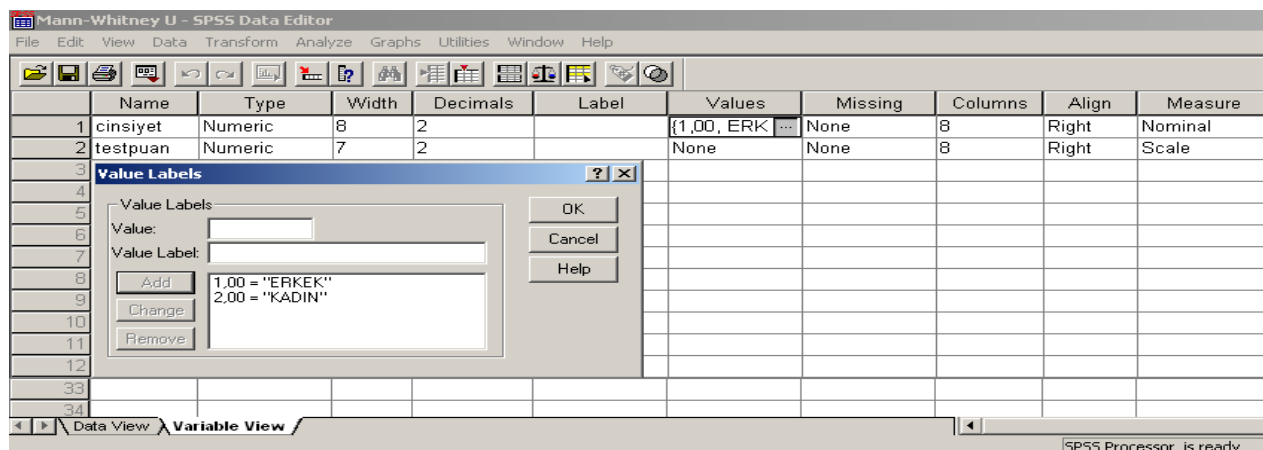 Mann-Whitney U - SPSS Data Editor
File Edit View Data Transform Analyze Graphs Utilities Window Help
Name Type Width Decimals Label Values Missing Columns Align Measure
1 cinsiyet Numeric 8 2 {1,00, ERK ... None 8 Right Nominal
2 testpuan Numeric 7 2 None None 8 Right Scale
3
4
5
6
7
8
9
10
11
12
33
34
Value Labels
Value Labels
Value:
Value Label:
Add
Change
Remove
1,00 = "ERKEK"
2,00 = "KADIN"
OK
Cancel
Help
Data View Variable View
SPSS Processor is ready